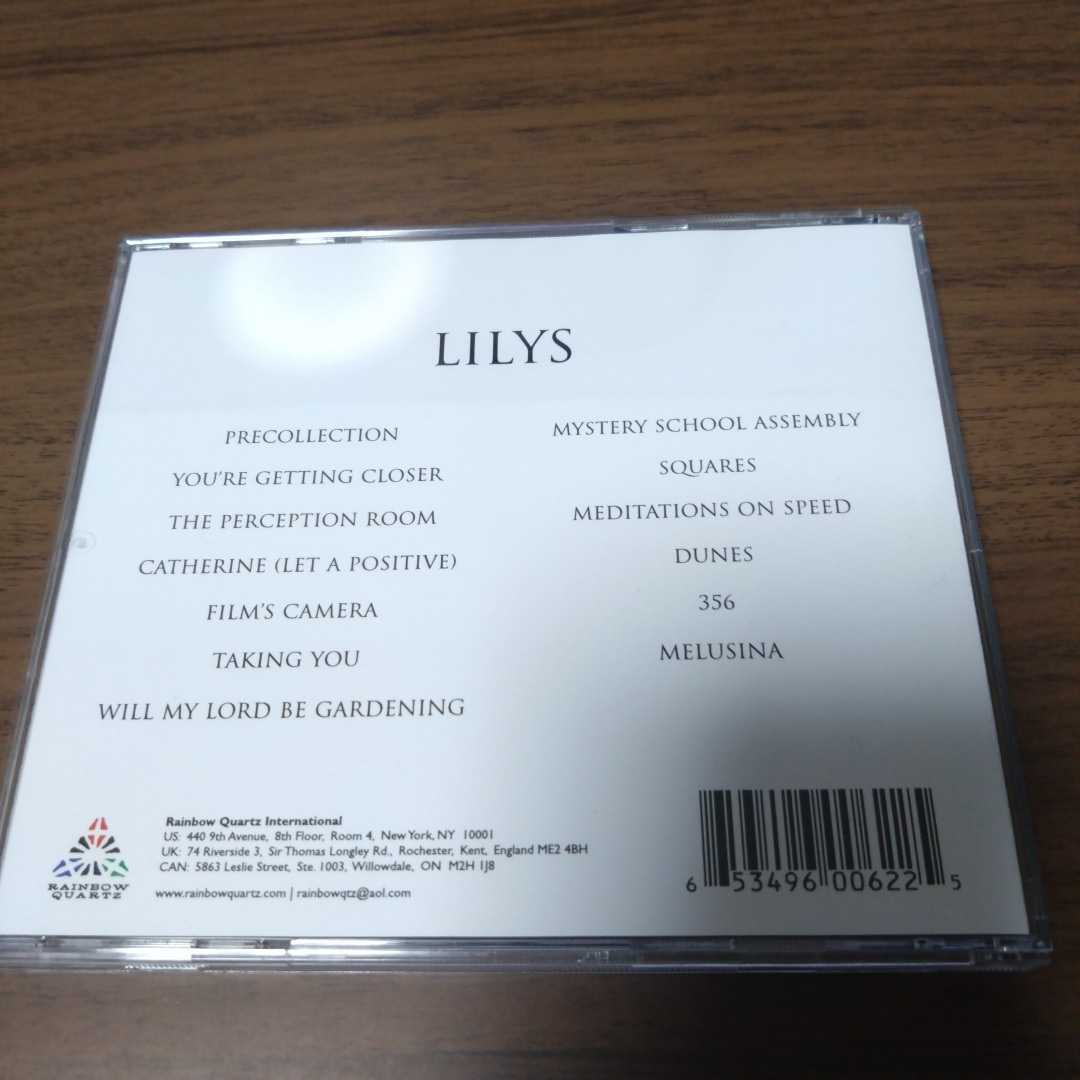 LILYS
PRECOLLECTION
YOU'RE GETTING CLOSER
THE PERCEPTION ROOM
CATHERINE (LET A POSITIVE)
FILM'S CAMERA
TAKING YOU
WILL MY LORD BE GARDENING
MYSTERY SCHOOL ASSEMBLY
SQUARES
MEDITATIONS ON SPEED
DUNES
356
MELUSINA
RAINBOW
QUARTZ
Rainbow Quartz International
US: 440 9th Avenue, 8th Floor, Room 4, New York, NY 10001
UK: 74 Riverside 3, Sir Thomas Longley Rd., Rochester, Kent, England ME2 4BH
CAN: 5863 Leslie Street, Ste. 1003, Willowdale, ON M2H 1J8
www.rainbowquartz.com | rainbowqtz@aol.com
6 53496 00622 5